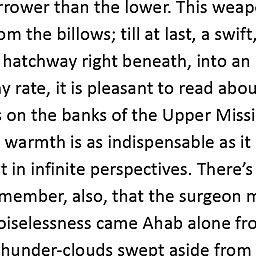 rrower than the lower. This weap
om the billows; till at last, a swift,
hatchway right beneath, into an
y rate, it is pleasant to read abou
on the banks of the Upper Missi
warmth is as indispensable as it
t in infinite perspectives. There’s
member, also, that the surgeon m
oiselessness came Ahab alone fro
hunder-clouds swept aside from